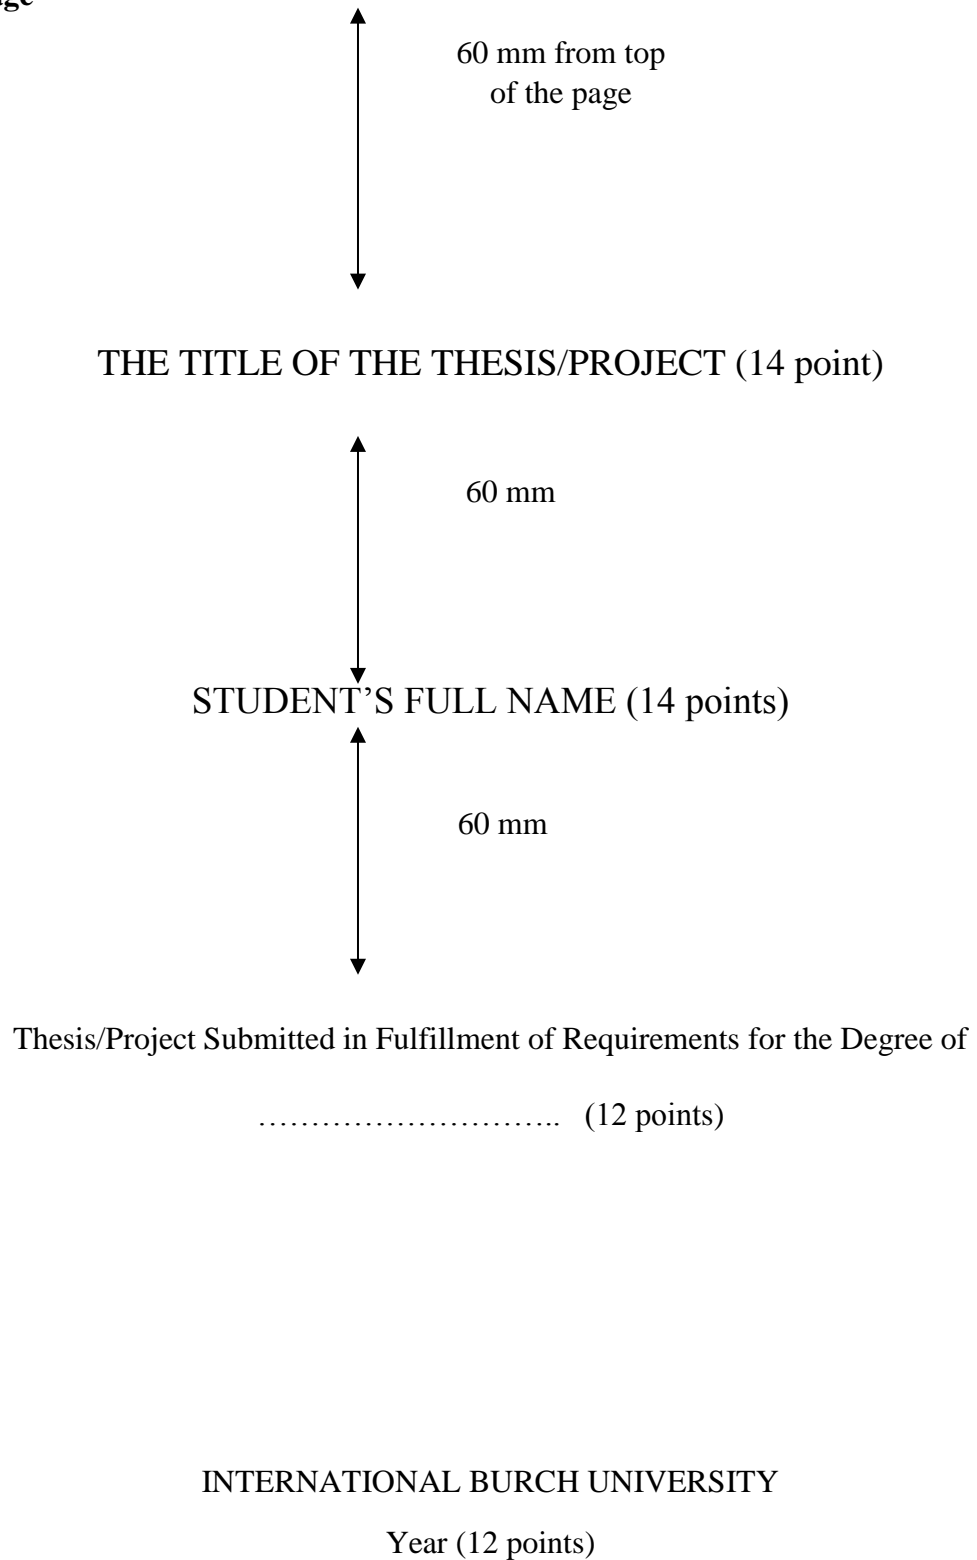 60 mm from top
of the page
THE TITLE OF THE THESIS/PROJECT (14 point)
60 mm
STUDENT’S FULL NAME (14 points)
60 mm
Thesis/Project Submitted in Fulfillment of Requirements for the Degree of
……………………….. (12 points)
INTERNATIONAL BURCH UNIVERSITY
Year (12 points)